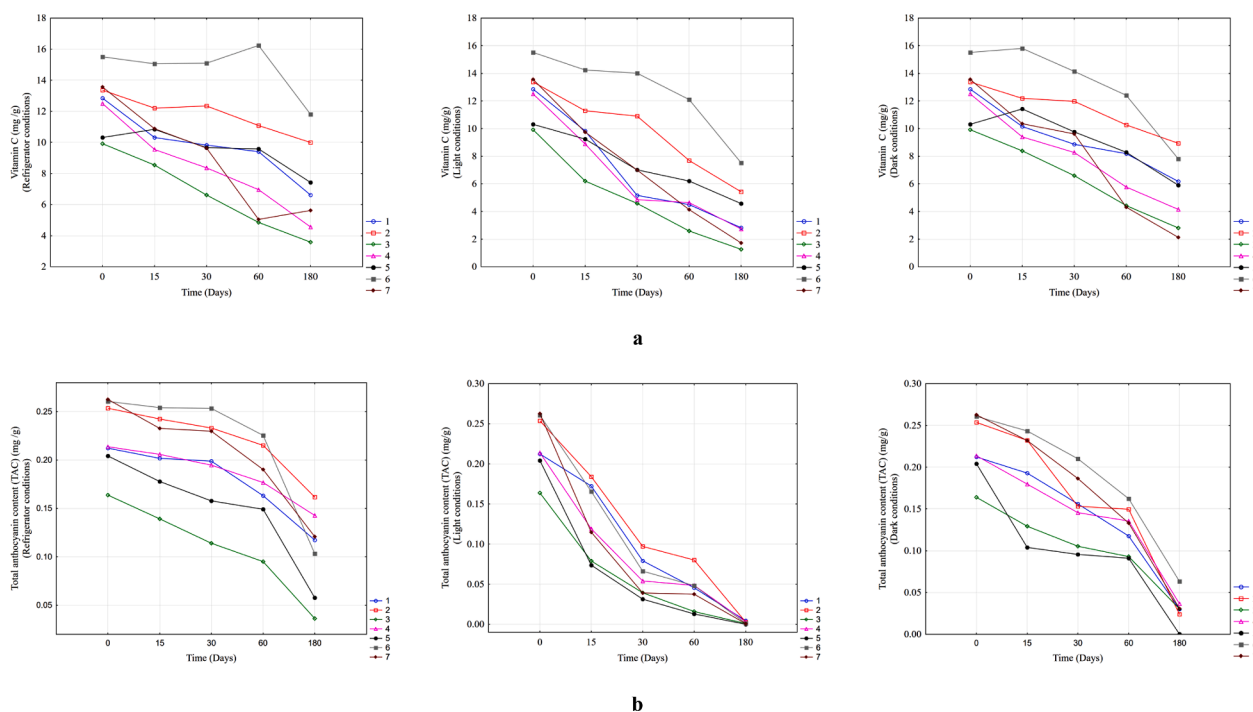 18
16
14
12
10
8
6
4
2
Vitamin C (mg /g)
(Refrigerator conditions)
0 15 30 60 180
Time (Days)
1
2
3
4
5
6
7
18
16
14
12
10
8
6
4
2
0
Vitamin C (mg/g)
(Light conditions)
0 15 30 60 180
Time (Days)
1
2
3
4
5
6
7
18
16
14
12
10
8
6
4
2
0
Vitamin C (mg/g)
(Dark conditions)
0 15 30 60 180
Time (Days)
a
0.25
0.20
0.15
0.10
0.05
Total anthocyanin content (TAC) (mg /g)
(Refrigerator conditions)
0 15 30 60 180
Time (Days)
1
2
3
4
5
6
7
0.30
0.25
0.20
0.15
0.10
0.05
0.00
Total anthocyanin content (TAC) (mg/g)
(Light conditions)
0 15 30 60 180
Time (Days)
1
2
3
4
5
6
7
0.30
0.25
0.20
0.15
0.10
0.05
0.00
Total anthocyanin content (TAC) (mg/g)
(Dark conditions)
0 15 30 60 180
Time (Days)
b